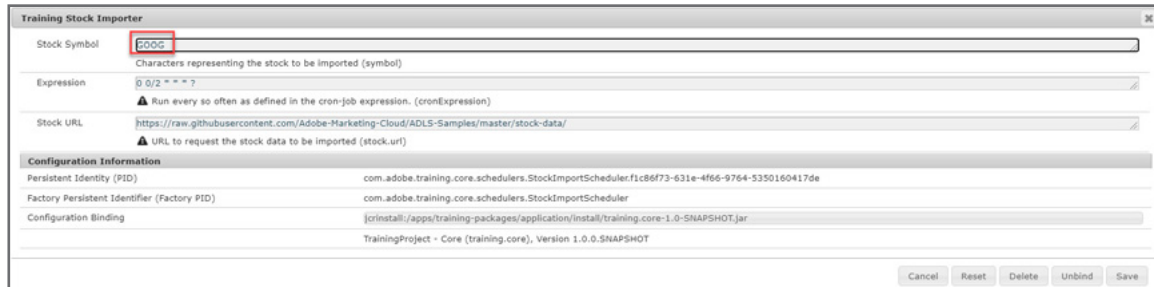 Training Stock Importer
Stock Symbol
GOOG
Characters representing the stock to be imported (symbol)
Expression
0 0/2 * * * ?
Run every so often as defined in the cron-job expression. (cronExpression)
Stock URL
https://raw.githubusercontent.com/Adobe-Marketing-Cloud/ADLS-Samples/master/stock-data/
URL to request the stock data to be imported (stock.url)
Configuration Information
Persistent Identity (PID)
com.adobe.training.core.schedulers.StockImportScheduler.f1c86f73-631e-4f66-9764-5350160417de
Factory Persistent Identifier (Factory PID)
com.adobe.training.core.schedulers.StockImportScheduler
Configuration Binding
jcrinstall:/apps/training-packages/application/install/training.core-1.0-SNAPSHOT.jar
TrainingProject - Core (training.core), Version 1.0.0.SNAPSHOT
Cancel Reset Delete Unbind Save